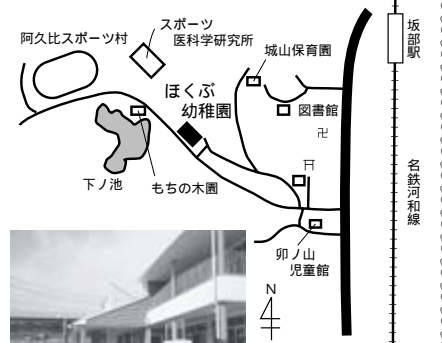 阿久比スポーツ村
スポーツ
医科学研究所
城山保育園
坂部駅
ほくぶ
幼稚園
図書館
卍
下ノ池
もちの木園
名鉄河和線
卯ノ山
児童館
N